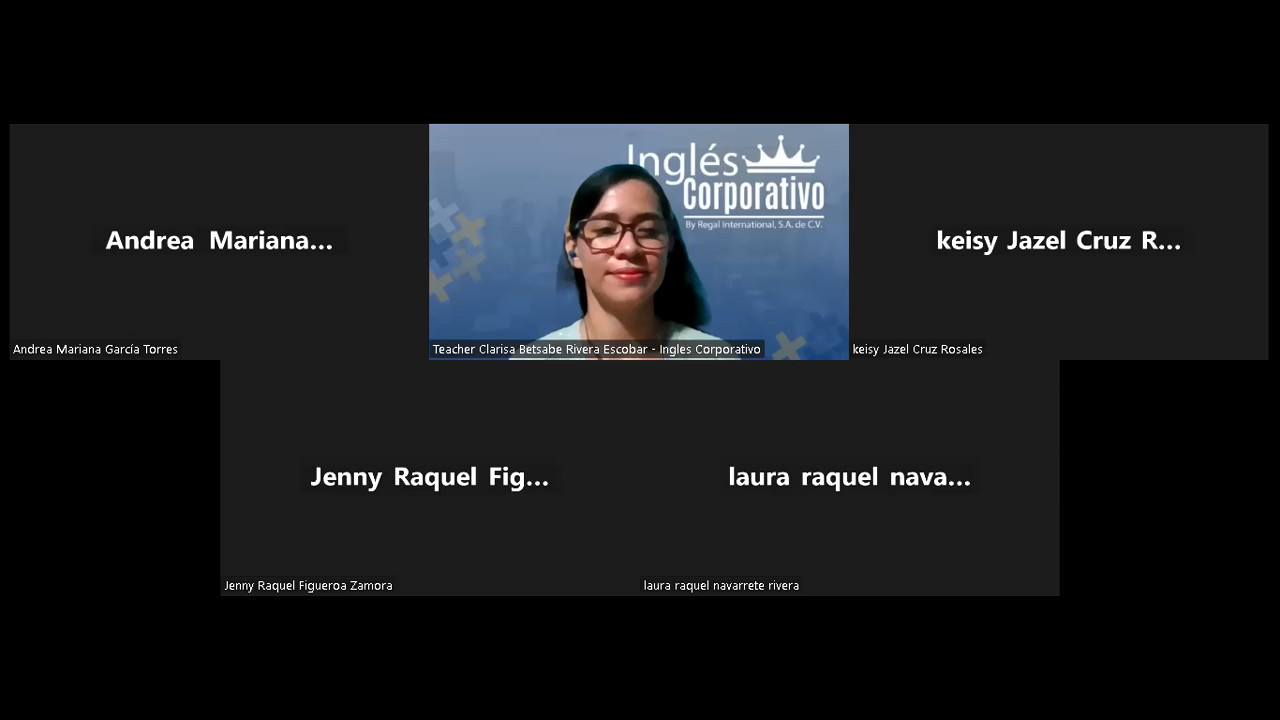 Andrea Mariana...
Andrea Mariana García Torres
Inglés
Corporativo
By Regal International, S.A. de C.V.
Teacher Clarisa Betsabe Rivera Escobar - Ingles Corporativo
keisy Jazel Cruz R...
keisy Jazel Cruz Rosales
Jenny Raquel Fig...
Jenny Raquel Figueroa Zamora
laura raquel nava...
laura raquel navarrete rivera